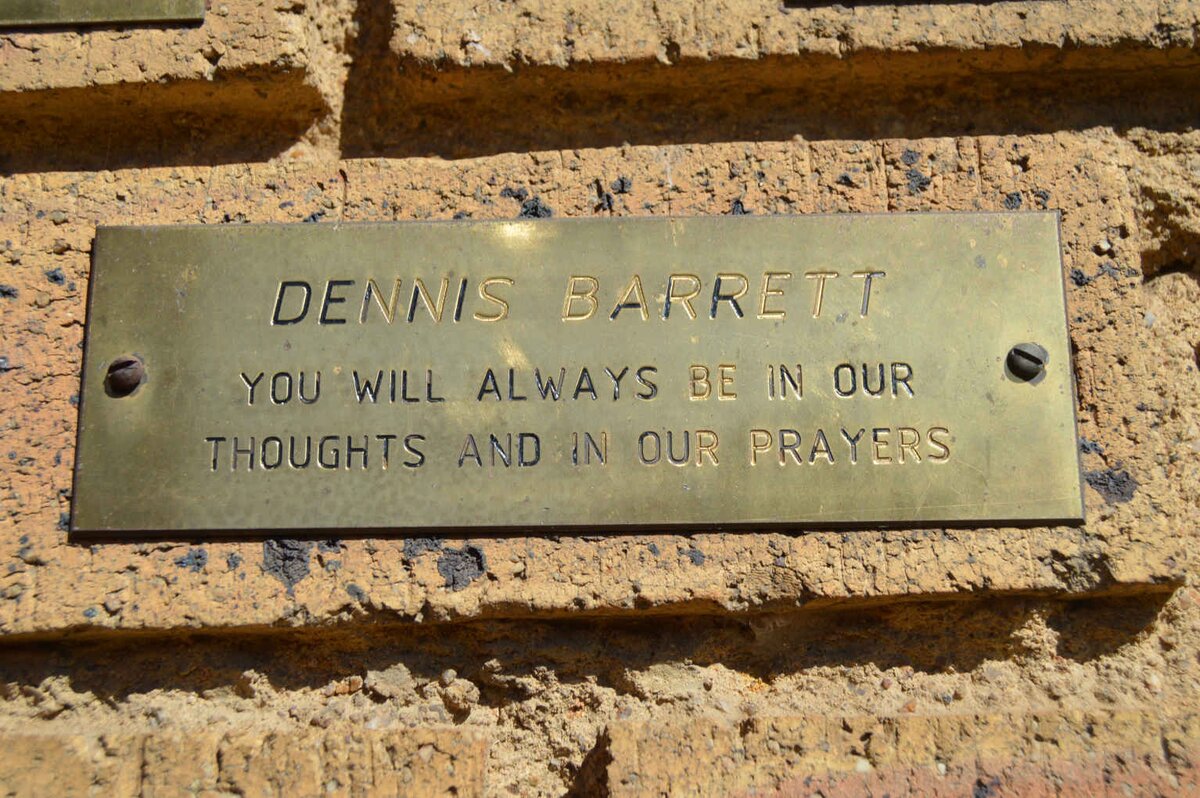 DENNIS BARRETT
YOU WILL ALWAYS BE IN OUR
THOUGHTS AND IN OUR PRAYERS